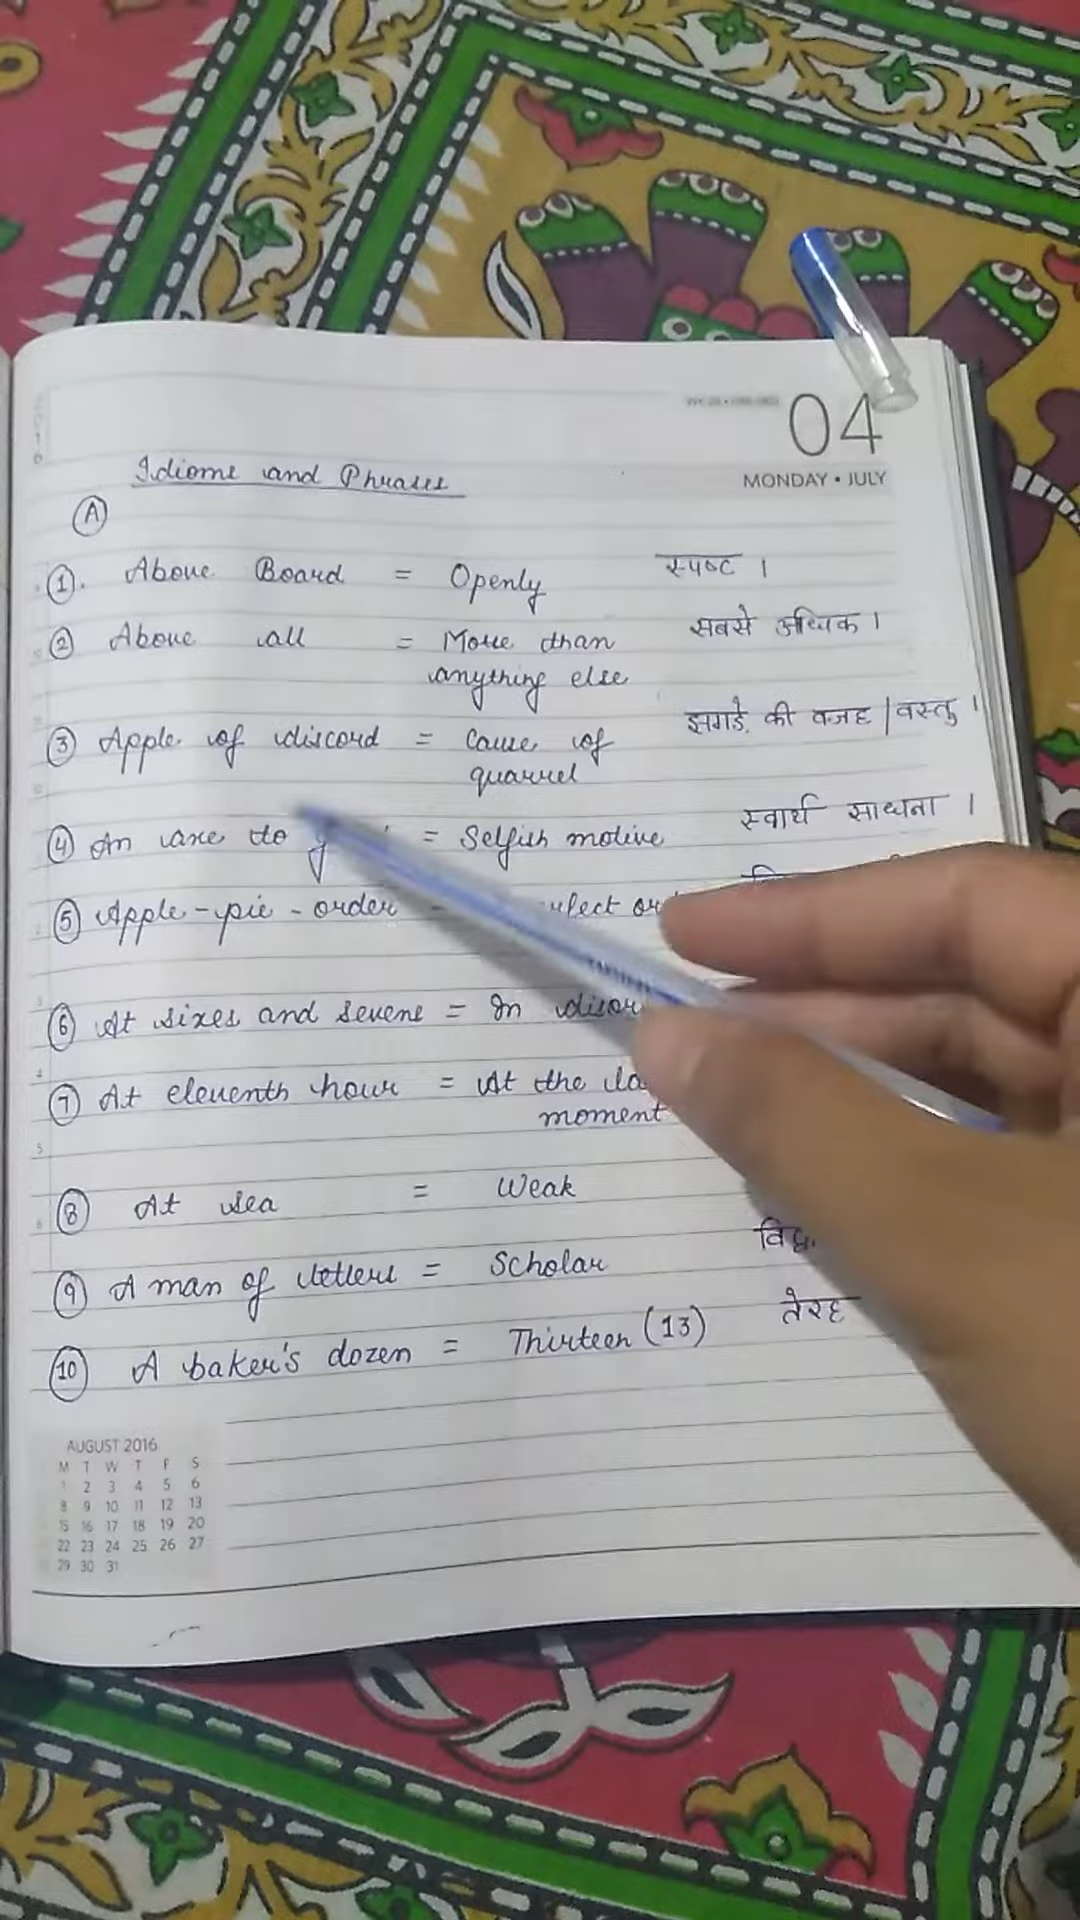 04
MONDAY • JULY
Idioms and Phrases
A
1. Above Board = Openly स्पष्ट ।
2 Above all = More than सबसे अधिक ।
anything else
3 Apple of discord = Cause of झगड़े की वजह / वस्तु ।
quarrel
4 An axe to = Selfish motive स्वार्थ साधना ।
5 Apple-pie-order
6 At sixes and sevens = In
7 At eleventh hour = At the
moment
8 At sea = Weak
9 A man of letters = Scholar
10 A baker's dozen = Thirteen (13) तेरह
AUGUST 2016
M T W T F S
1 2 3 4 5 6
8 9 10 11 12 13
15 16 17 18 19 20
22 23 24 25 26 27
29 30 31